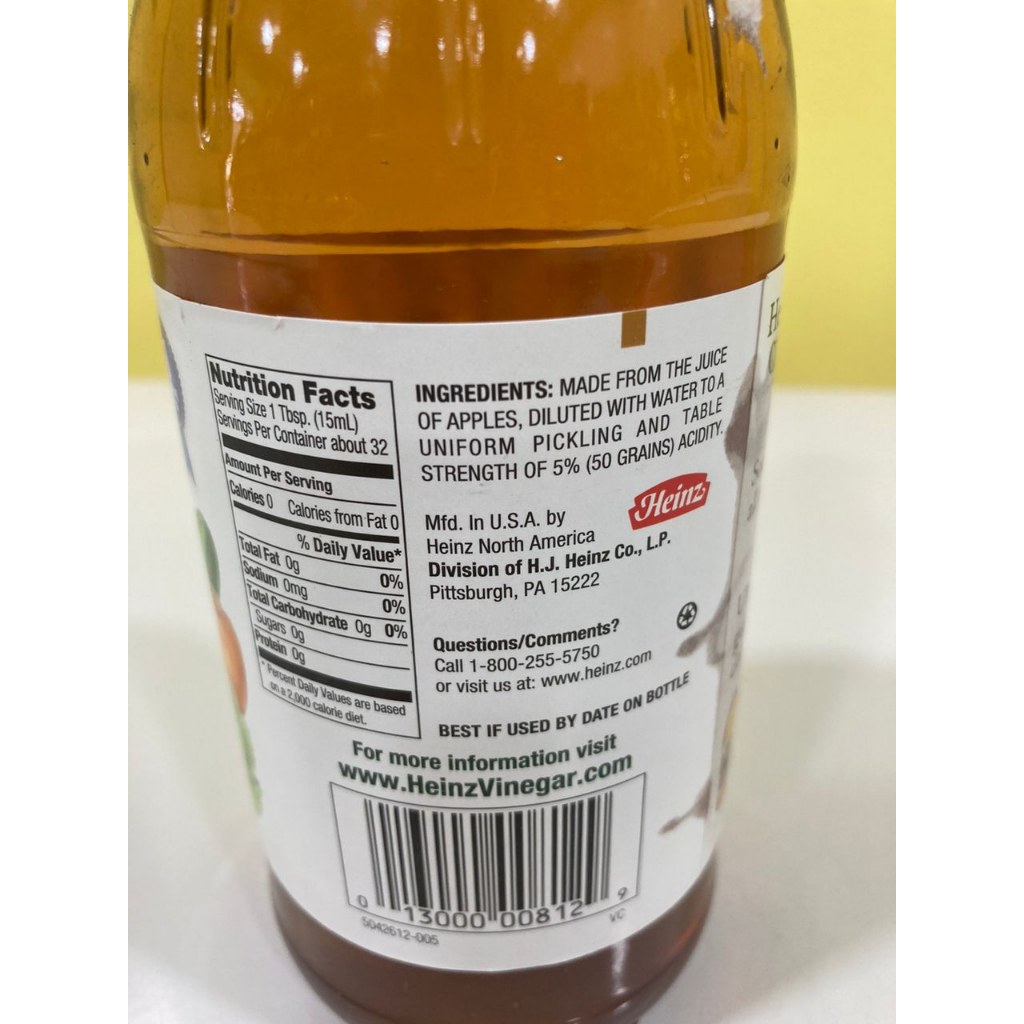 Nutrition Facts
Serving Size 1 Tbsp. (15mL)
Servings Per Container about 32
Amount Per Serving
Calories 0 Calories from Fat 0
% Daily Value*
Total Fat 0g 0%
Sodium 0mg 0%
Total Carbohydrate 0g 0%
Sugars 0g
Protein 0g
* Percent Daily Values are based
on a 2,000 calorie diet.
INGREDIENTS: MADE FROM THE JUICE
OF APPLES, DILUTED WITH WATER TO A
UNIFORM PICKLING AND TABLE
STRENGTH OF 5% (50 GRAINS) ACIDITY.
Heinz
Mfd. In U.S.A. by
Heinz North America
Division of H.J. Heinz Co., L.P.
Pittsburgh, PA 15222
Questions/Comments?
Call 1-800-255-5750
or visit us at: www.heinz.com
BEST IF USED BY DATE ON BOTTLE
For more information visit
www.HeinzVinegar.com
0 13000 00812 9
5042612-005 VC